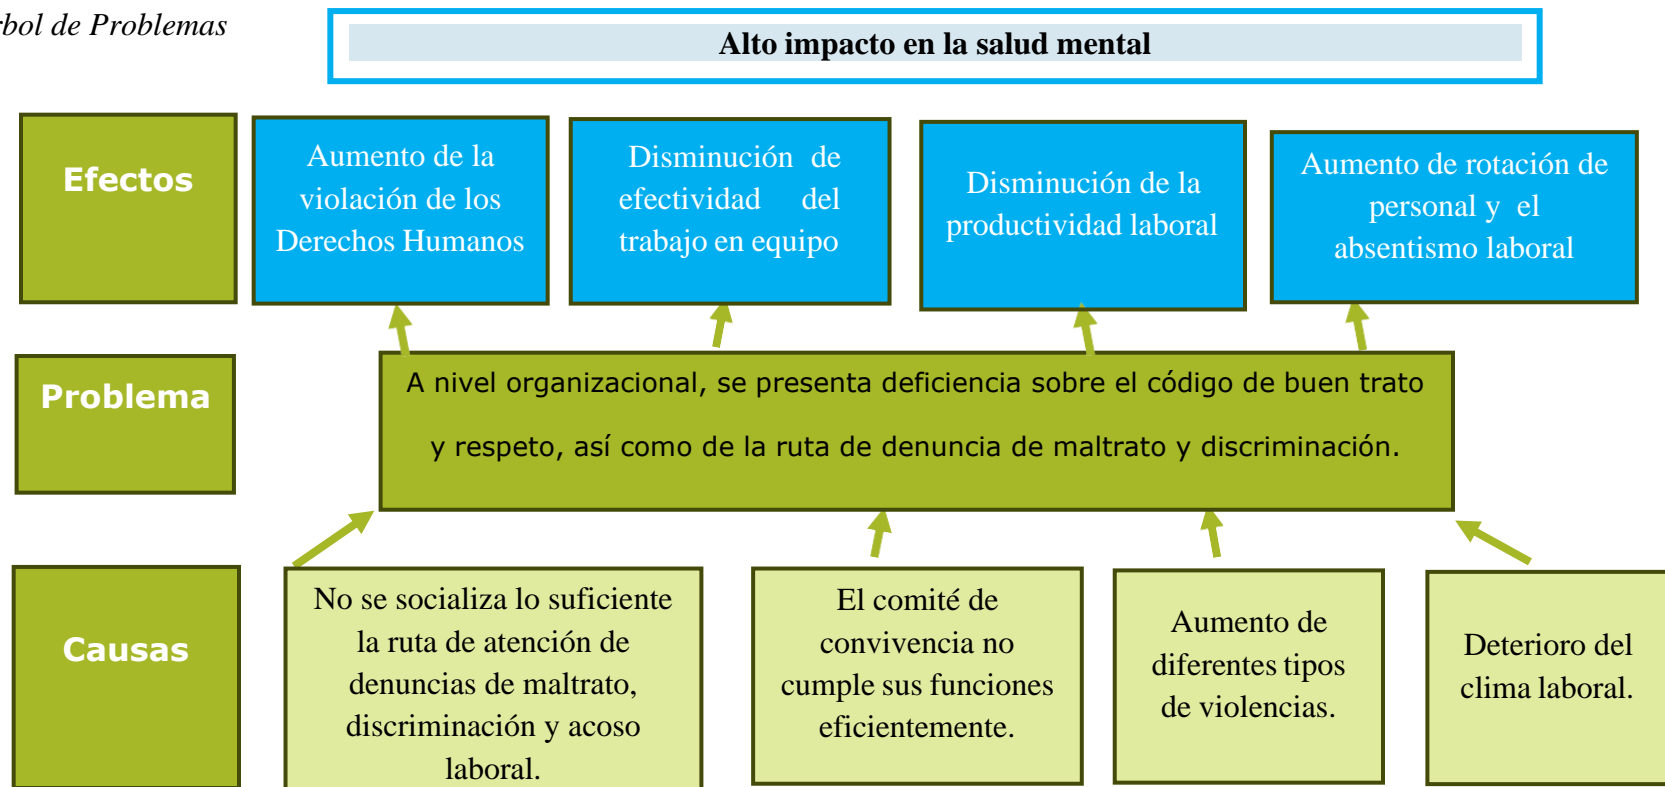 rbol de Problemas
Alto impacto en la salud mental
Efectos
Aumento de la
violación de los
Derechos Humanos
Disminución de
efectividad del
trabajo en equipo
Disminución de la
productividad laboral
Aumento de rotación de
personal y el
absentismo laboral
Problema
A nivel organizacional, se presenta deficiencia sobre el código de buen trato
y respeto, así como de la ruta de denuncia de maltrato y discriminación.
Causas
No se socializa lo suficiente
la ruta de atención de
denuncias de maltrato,
discriminación y acoso
laboral.
El comité de
convivencia no
cumple sus funciones
eficientemente.
Aumento de
diferentes tipos
de violencias.
Deterioro del
clima laboral.